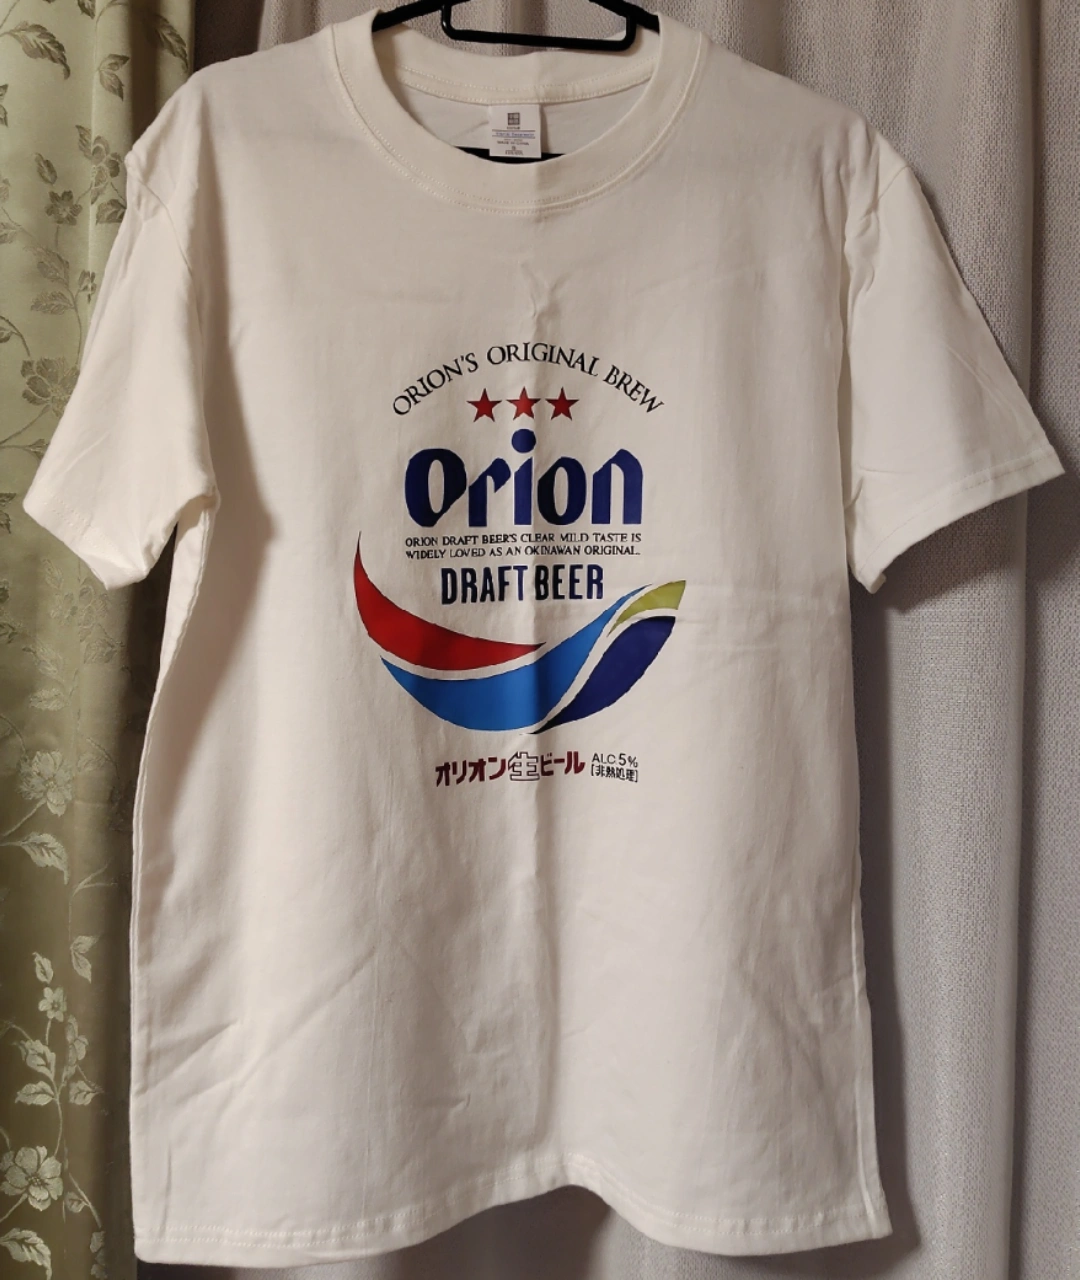 ORION'S ORIGINAL BREW
Orion
ORION DRAFT BEER'S CLEAR MILD TASTE IS
WIDELY LOVED AS AN OKINAWAN ORIGINAL.
DRAFT BEER
オリオン生ビール ALC 5%
[非熱処理]